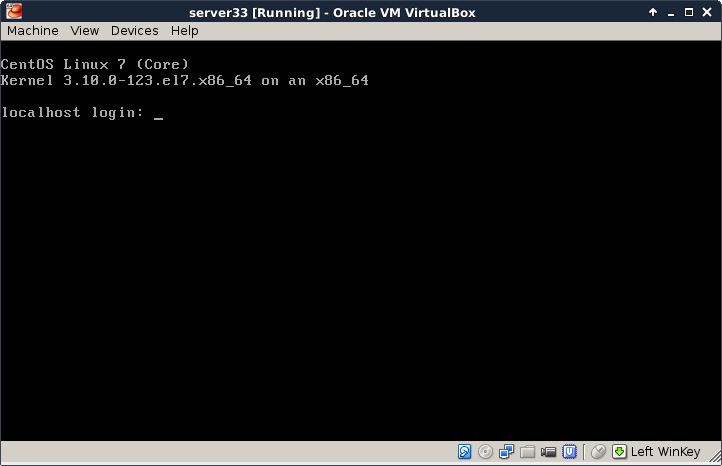 server33 [Running] - Oracle VM VirtualBox
Machine View Devices Help
CentOS Linux 7 (Core)
Kernel 3.10.0-123.el7.x86_64 on an x86_64
localhost login: _
Left WinKey